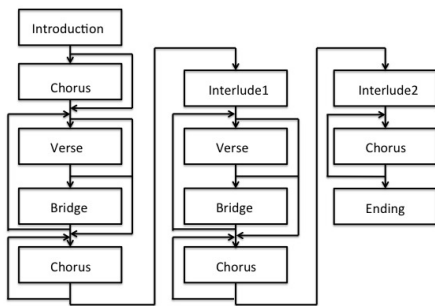 Introduction
Chorus
Verse
Bridge
Chorus
Interlude1
Verse
Bridge
Chorus
Interlude2
Chorus
Ending